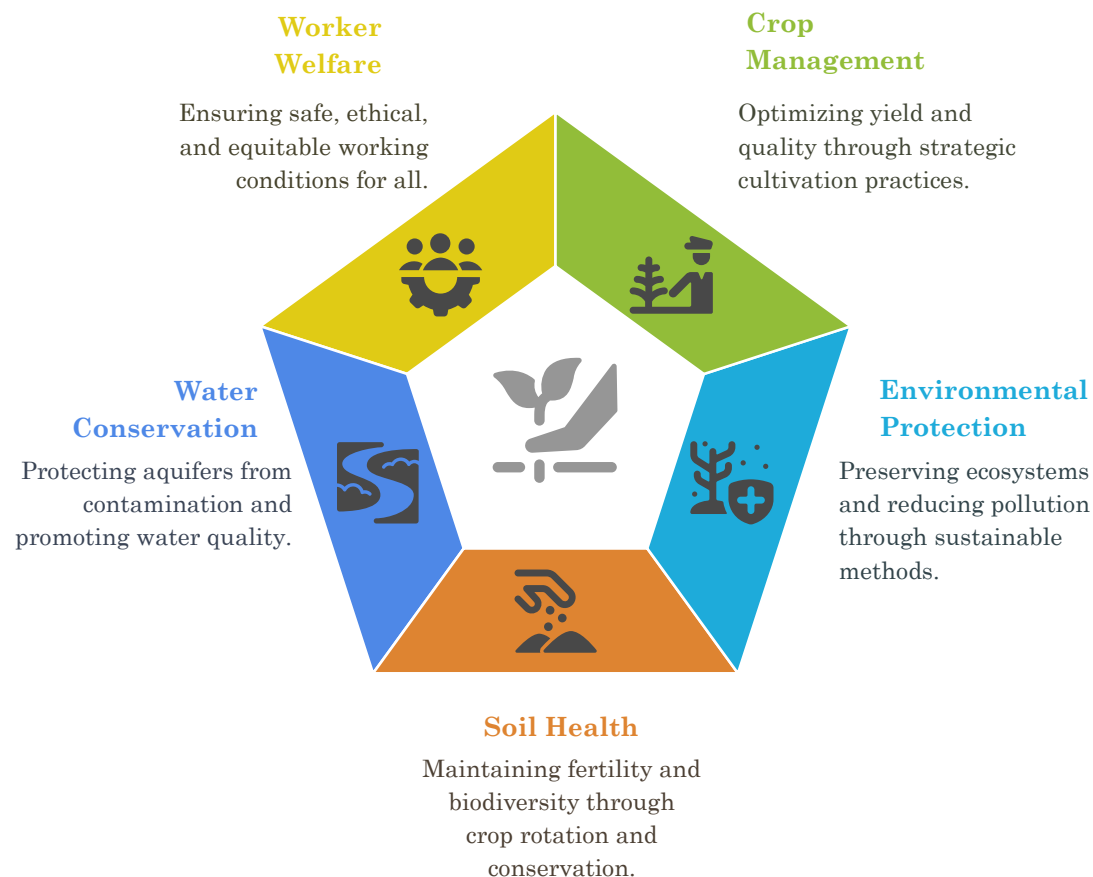 Worker
Welfare
Ensuring safe, ethical,
and equitable working
conditions for all.
Crop
Management
Optimizing yield and
quality through strategic
cultivation practices.
Water
Conservation
Protecting aquifers from
contamination and
promoting water quality.
Environmental
Protection
Preserving ecosystems
and reducing pollution
through sustainable
methods.
Soil Health
Maintaining fertility and
biodiversity through
crop rotation and
conservation.